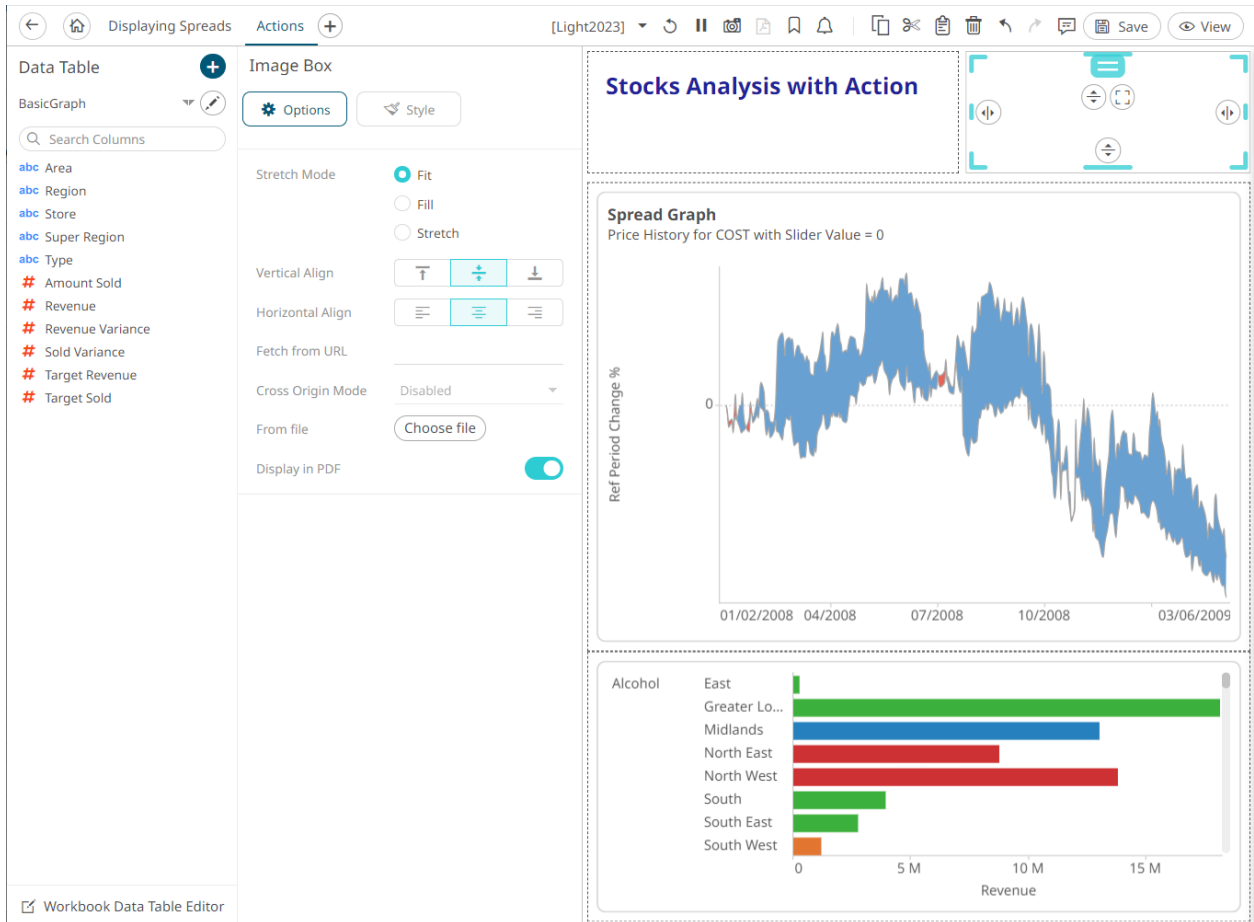 Displaying Spreads Actions [Light2023] Save View
Data Table
BasicGraph
Search Columns
abc Area
abc Region
abc Store
abc Super Region
abc Type
# Amount Sold
# Revenue
# Revenue Variance
# Sold Variance
# Target Revenue
# Target Sold
Workbook Data Table Editor
Image Box
Options Style
Stretch Mode Fit
Fill
Stretch
Vertical Align
Horizontal Align
Fetch from URL
Cross Origin Mode Disabled
From file Choose file
Display in PDF
Stocks Analysis with Action
Spread Graph
Price History for COST with Slider Value = 0
Ref Period Change %
0
01/02/2008 04/2008 07/2008 10/2008 03/06/2009
Alcohol East
Greater Lo...
Midlands
North East
North West
South
South East
South West
0 5 M 10 M 15 M
Revenue